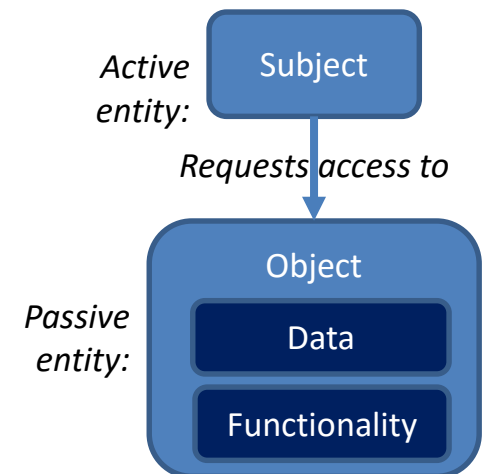 Active
entity:
Subject
Requests access to
Object
Passive
entity:
Data
Functionality